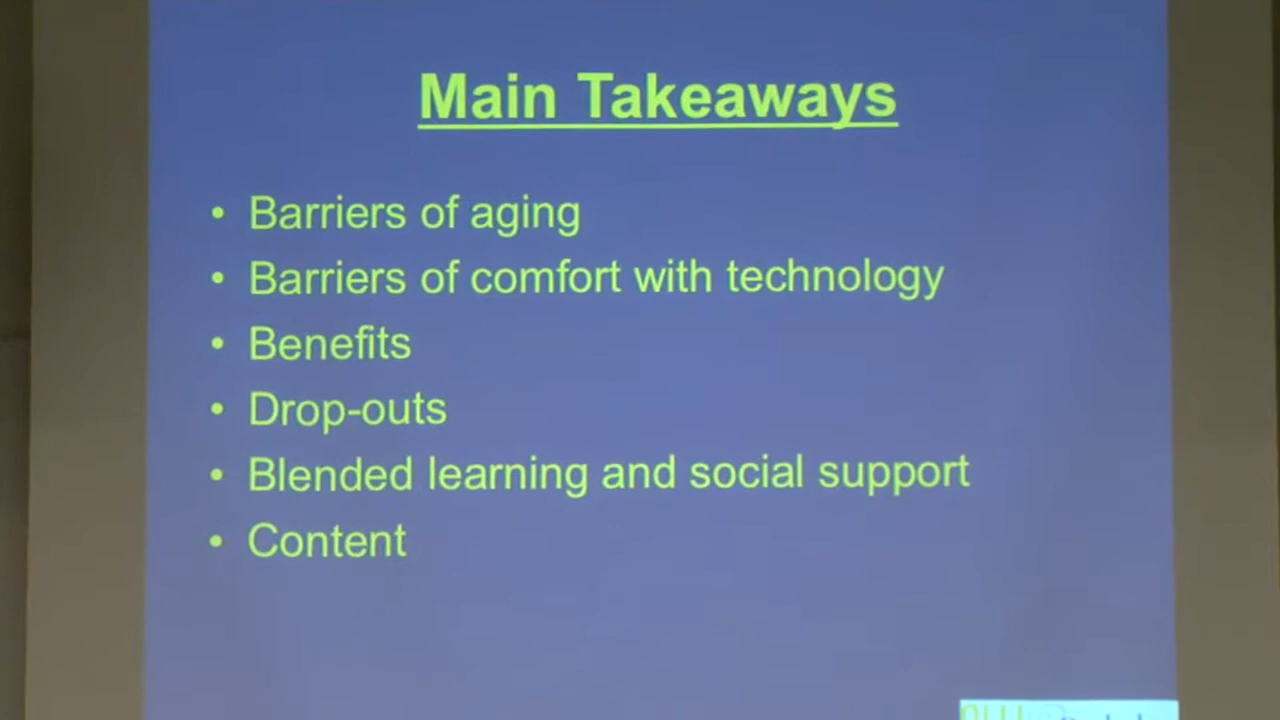 Main Takeaways
• Barriers of aging
• Barriers of comfort with technology
• Benefits
• Drop-outs
• Blended learning and social support
• Content